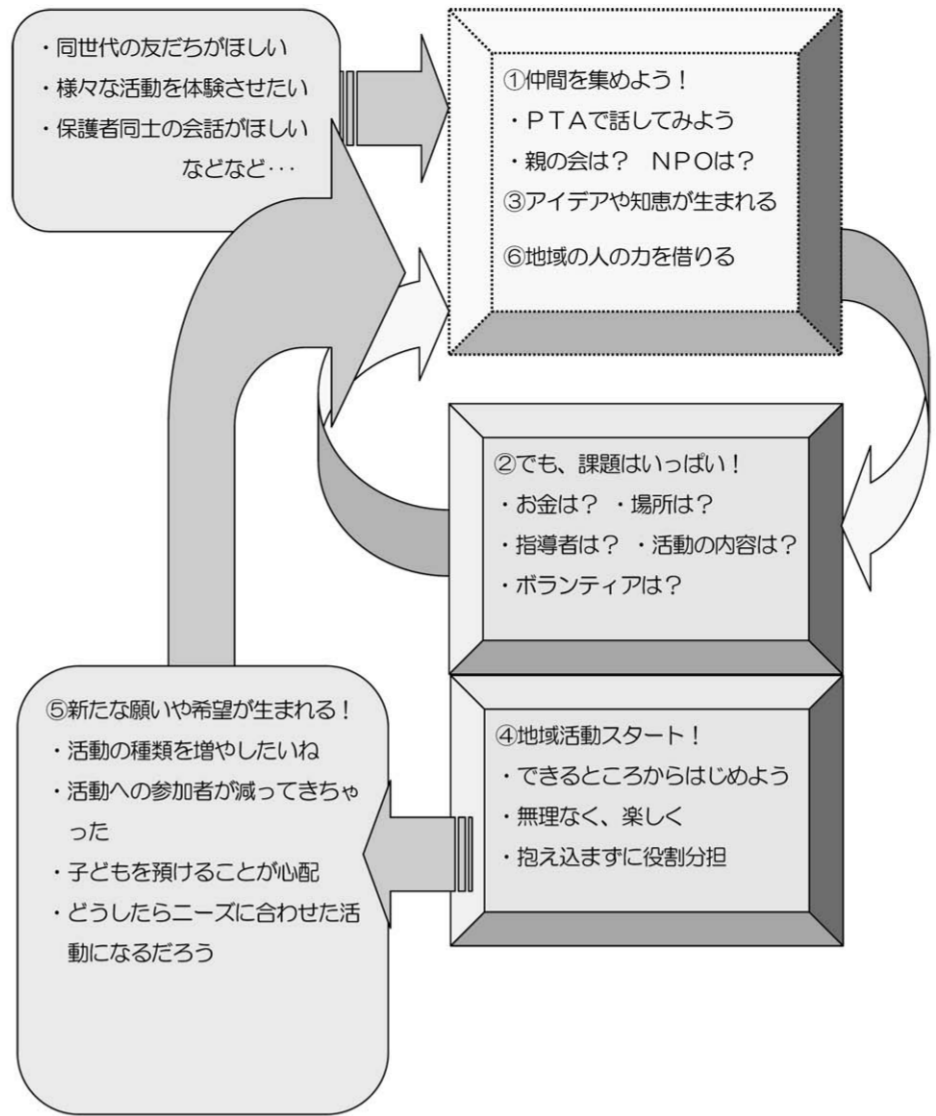 ・同世代の友だちがほしい
・様々な活動を体験させたい
・保護者同士の会話がほしい
などなど･･･
①仲間を集めよう！
・ＰＴＡで話してみよう
・親の会は？　ＮＰＯは？
③アイデアや知恵が生まれる
⑥地域の人の力を借りる
②でも、課題はいっぱい！
・お金は？ ・場所は？
・指導者は？ ・活動の内容は？
・ボランティアは？
④地域活動スタート！
・できるところからはじめよう
・無理なく、楽しく
・抱え込まずに役割分担
⑤新たな願いや希望が生まれる！
・活動の種類を増やしたいね
・活動への参加者が減ってきちゃ
った
・子どもを預けることが心配
・どうしたらニーズに合わせた活
動になるだろう